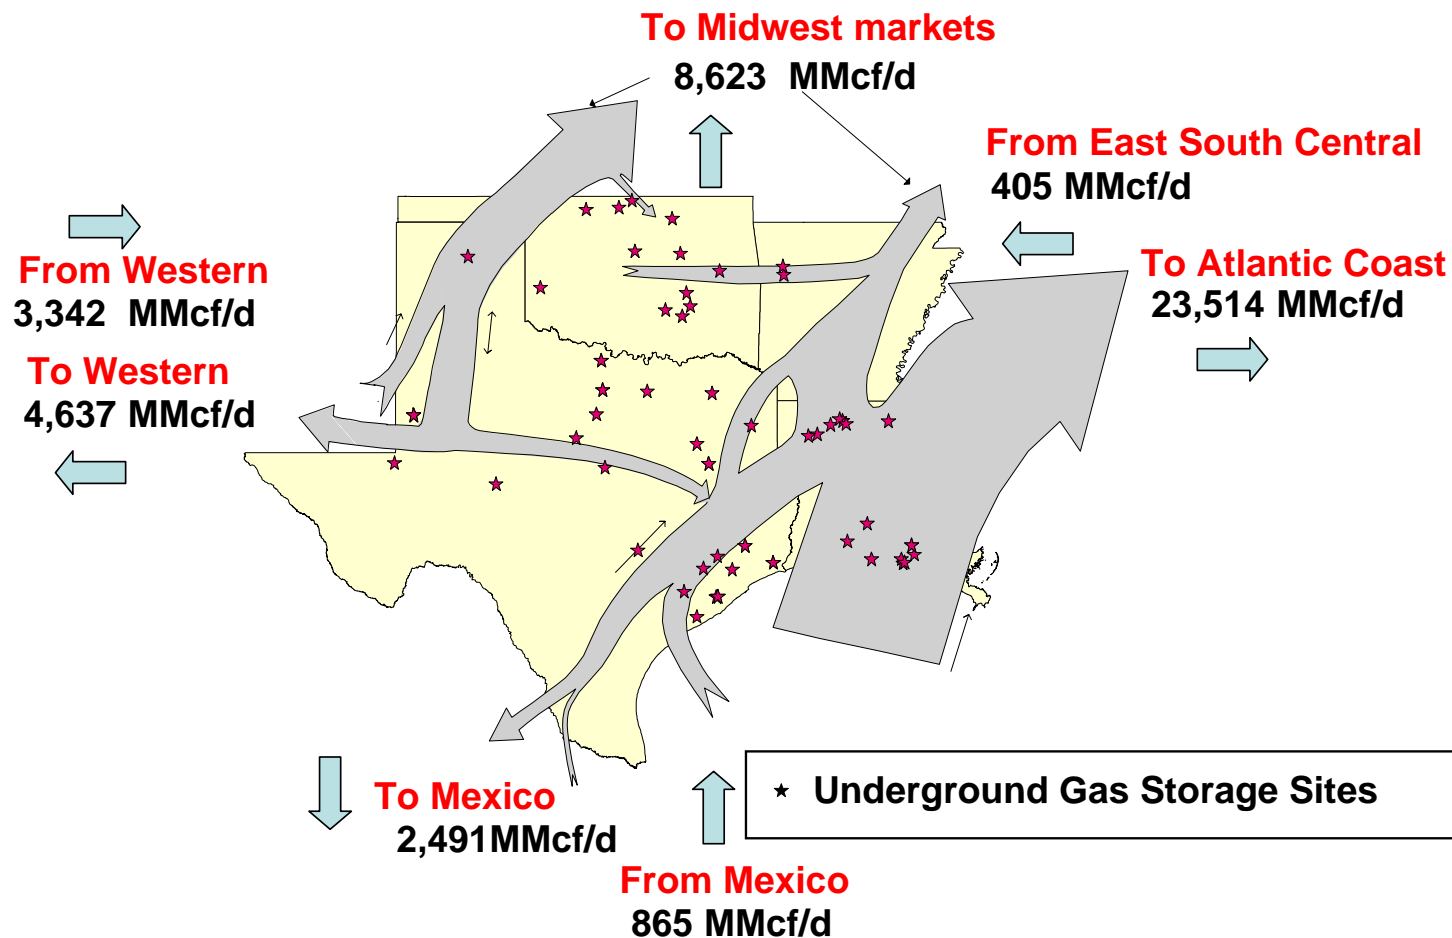 To Midwest markets
8,623 MMcf/d
From East South Central
405 MMcf/d
From Western
3,342 MMcf/d
To Atlantic Coast
23,514 MMcf/d
To Western
4,637 MMcf/d
To Mexico
2,491MMcf/d
Underground Gas Storage Sites
From Mexico
865 MMcf/d